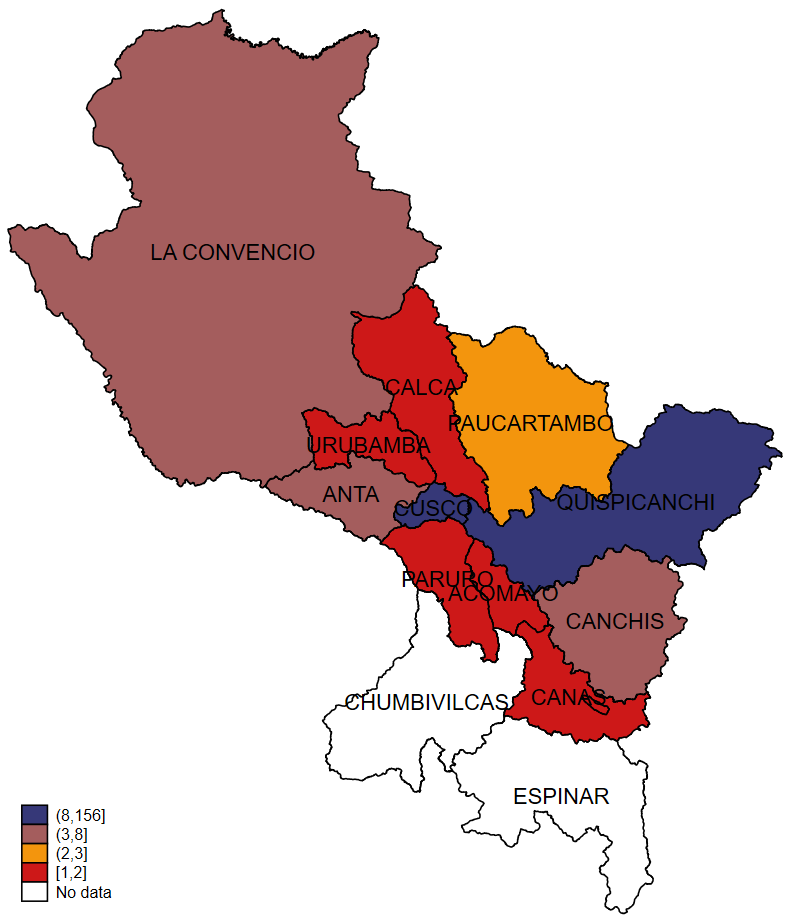 LA CONVENCIO
CALCA
PAUCARTAMBO
URUBAMBA
ANTA
CUSCO
QUISPICANCHI
PARURO
ACOMAYO
CANCHIS
CHUMBIVILCAS
CANAS
ESPINAR
(8,156]
(3,8]
(2,3]
[1,2]
No data